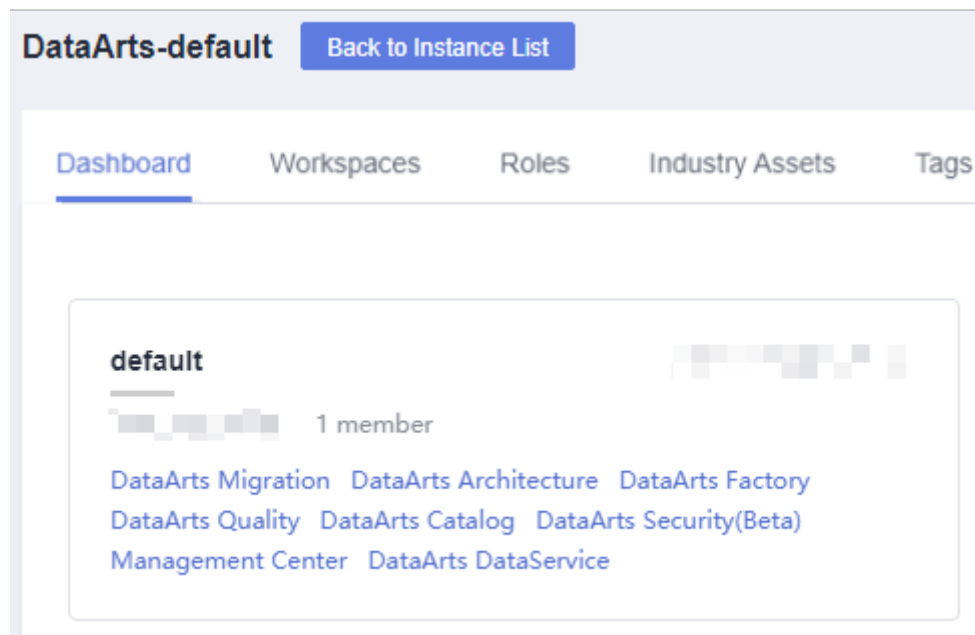 DataArts-default Back to Instance List
Dashboard Workspaces Roles Industry Assets Tags
default
1 member
DataArts Migration DataArts Architecture DataArts Factory
DataArts Quality DataArts Catalog DataArts Security(Beta)
Management Center DataArts DataService